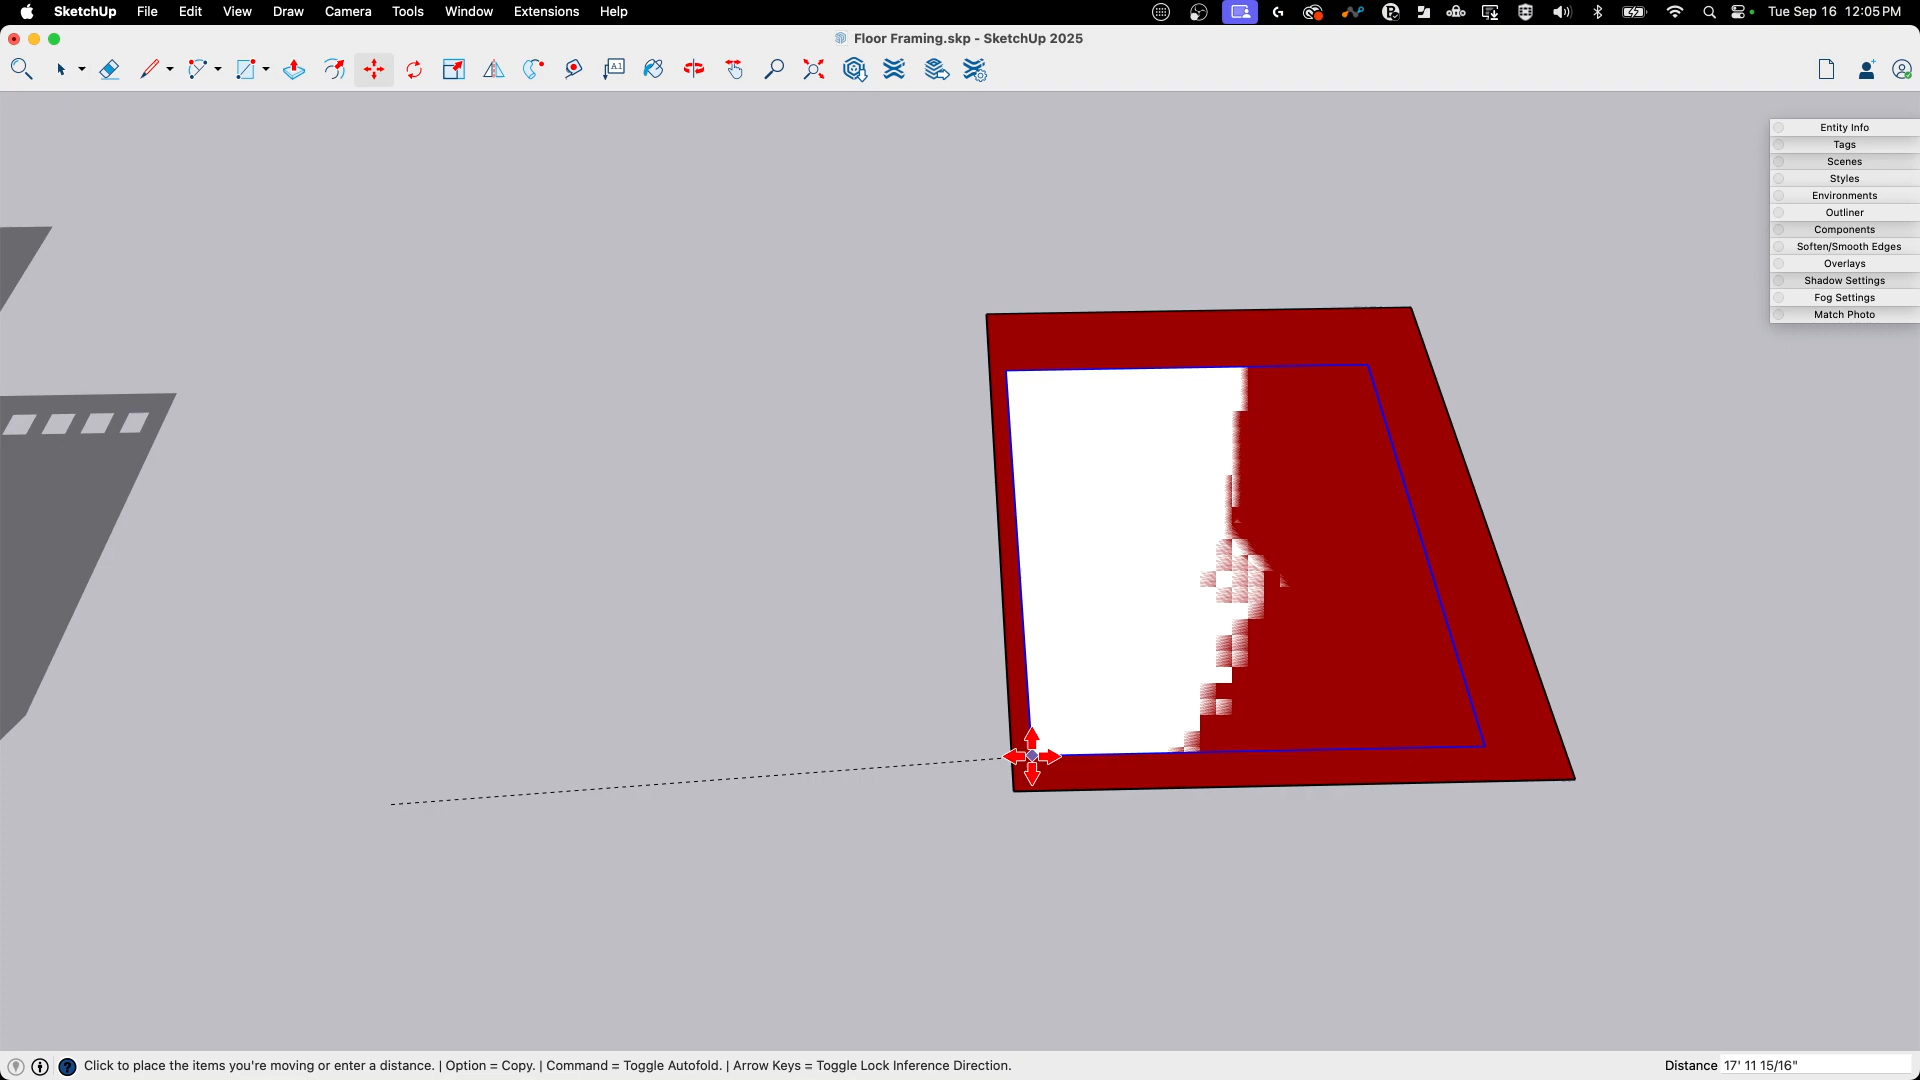 SketchUp File Edit View Draw Camera Tools Window Extensions Help Tue Sep 16 12:05 PM
Floor Framing.skp - SketchUp 2025
A1
Entity Info
Tags
Scenes
Styles
Environments
Outliner
Components
Soften/Smooth Edges
Overlays
Shadow Settings
Fog Settings
Match Photo
Click to place the items you're moving or enter a distance. | Option = Copy. | Command = Toggle Autofold. | Arrow Keys = Toggle Lock Inference Direction. Distance 17' 11 15/16"